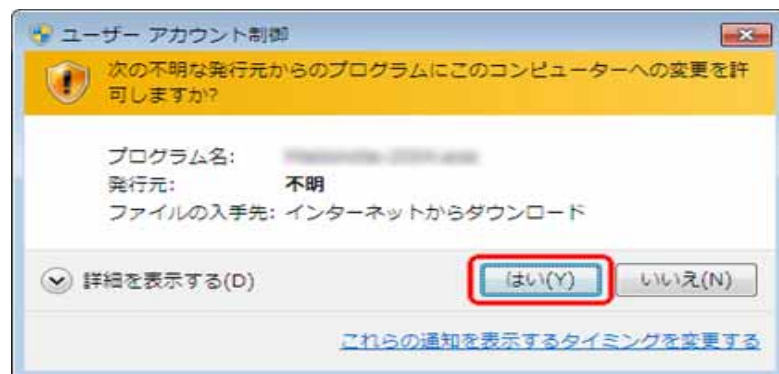 ユーザー アカウント制御
次の不明な発行元からのプログラムにこのコンピューターへの変更を許
可しますか?
プログラム名:
発行元: 不明
ファイルの入手先: インターネットからダウンロード
詳細を表示する(D) はい(Y) いいえ(N)
これらの通知を表示するタイミングを変更する